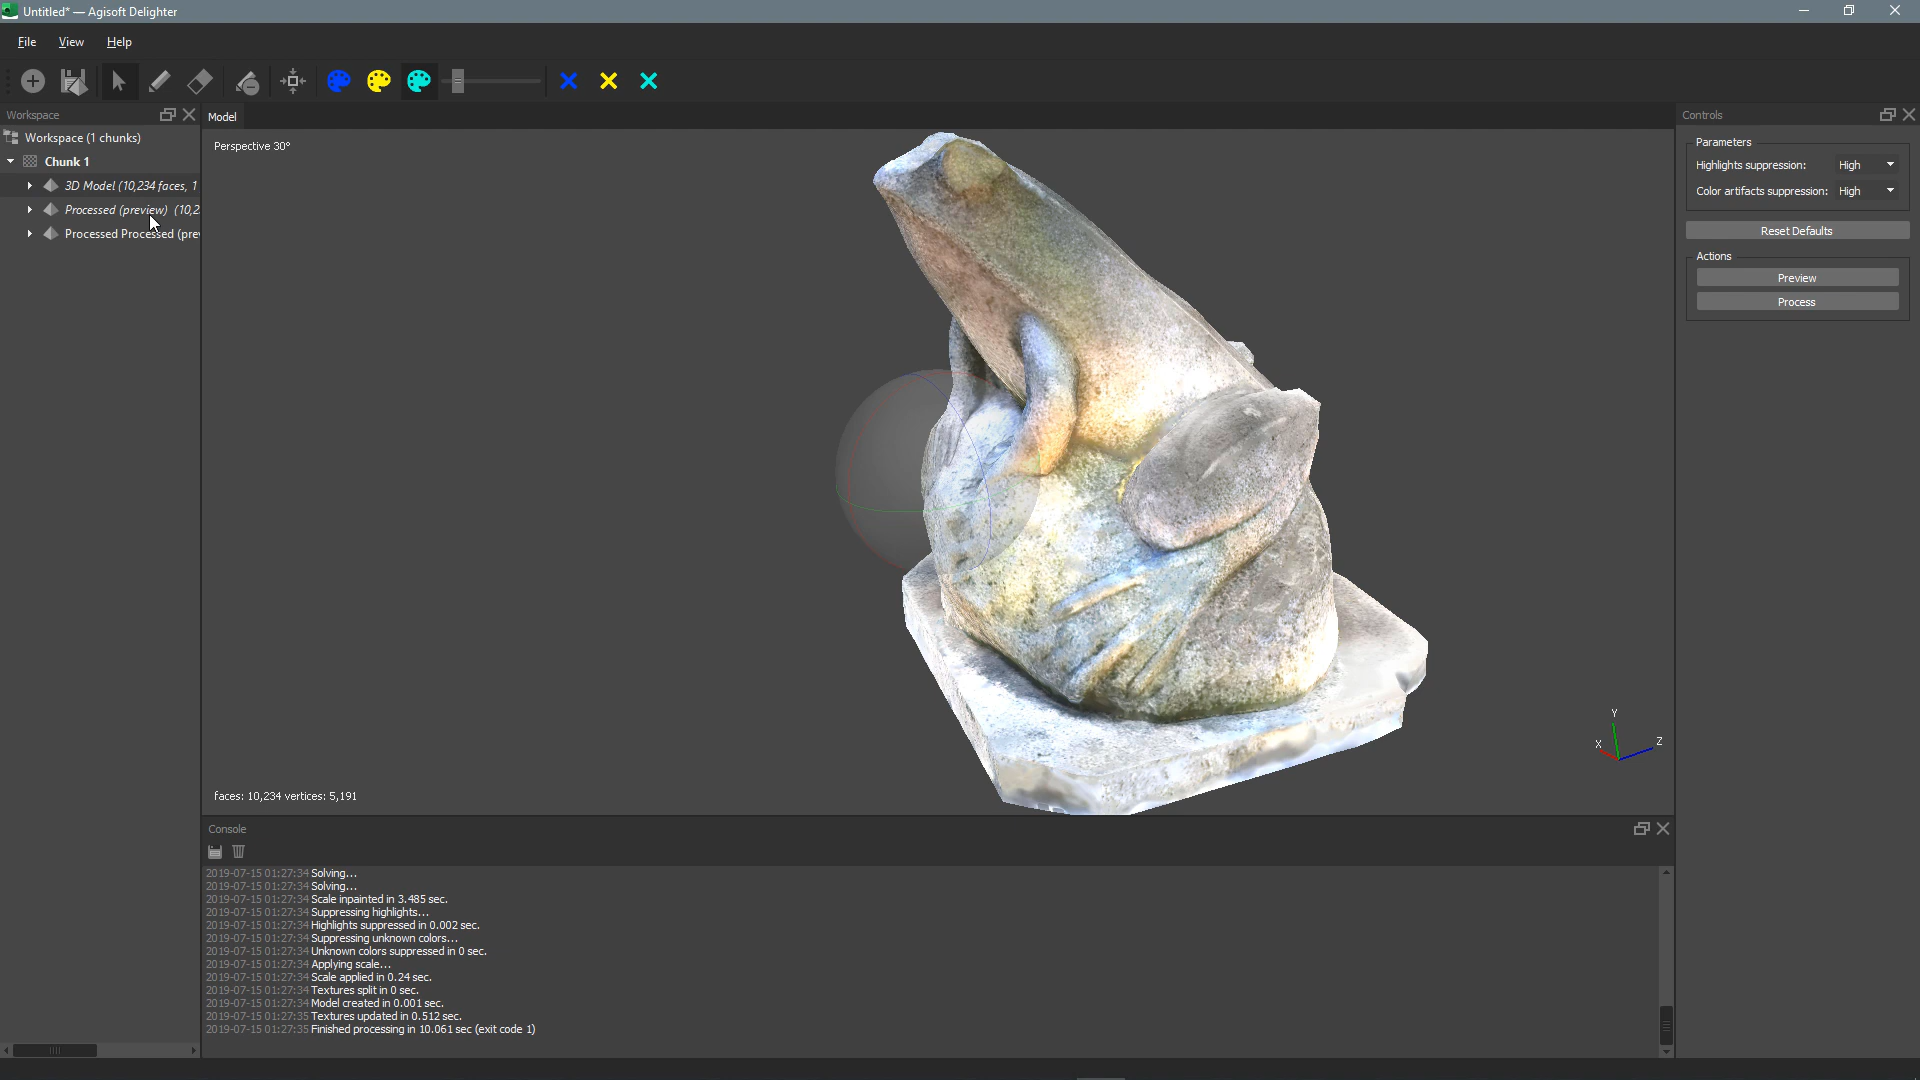 Untitled* — Agisoft Delighter
File View Help
Workspace
Workspace (1 chunks)
Chunk 1
3D Model (10,234 faces, 1
Processed (preview) (10,2
Processed Processed (prev
Model
Perspective 30°
Y
X
Z
faces: 10,234 vertices: 5,191
Console
2019-07-15 01:27:34 Solving...
2019-07-15 01:27:34 Solving...
2019-07-15 01:27:34 Scale inpainted in 3.485 sec.
2019-07-15 01:27:34 Suppressing highlights...
2019-07-15 01:27:34 Highlights suppressed in 0.002 sec.
2019-07-15 01:27:34 Suppressing unknown colors...
2019-07-15 01:27:34 Unknown colors suppressed in 0 sec.
2019-07-15 01:27:34 Applying scale...
2019-07-15 01:27:34 Scale applied in 0.24 sec.
2019-07-15 01:27:34 Textures split in 0 sec.
2019-07-15 01:27:34 Model created in 0.001 sec.
2019-07-15 01:27:35 Textures updated in 0.512 sec.
2019-07-15 01:27:35 Finished processing in 10.061 sec (exit code 1)
Controls
Parameters
Highlights suppression: High
Color artifacts suppression: High
Reset Defaults
Actions
Preview
Process